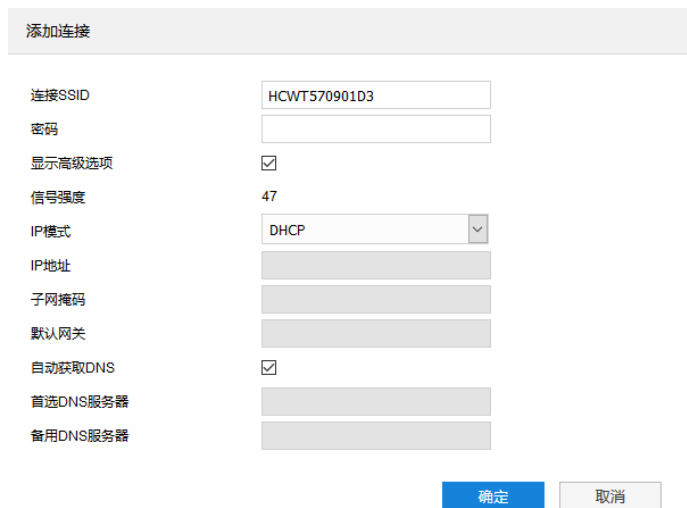 添加连接
连接SSID HCWT570901D3
密码
显示高级选项
信号强度 47
IP模式 DHCP
IP地址
子网掩码
默认网关
自动获取DNS
首选DNS服务器
备用DNS服务器
确定 取消